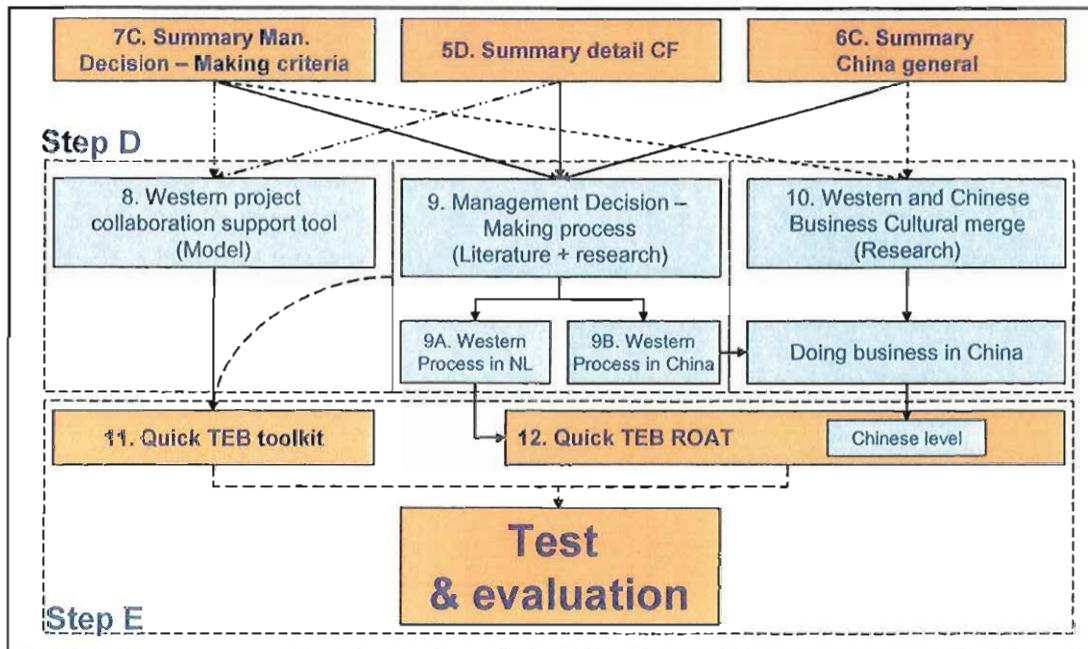 7C. Summary Man.
Decision – Making criteria
5D. Summary detail CF
6C. Summary
China general
Step D
8. Western project
collaboration support tool
(Model)
9. Management Decision –
Making process
(Literature + research)
10. Western and Chinese
Business Cultural merge
(Research)
9A. Western
Process in NL
9B. Western
Process in China
Doing business in China
11. Quick TEB toolkit
12. Quick TEB ROAT
Chinese level
Test
& evaluation
Step E